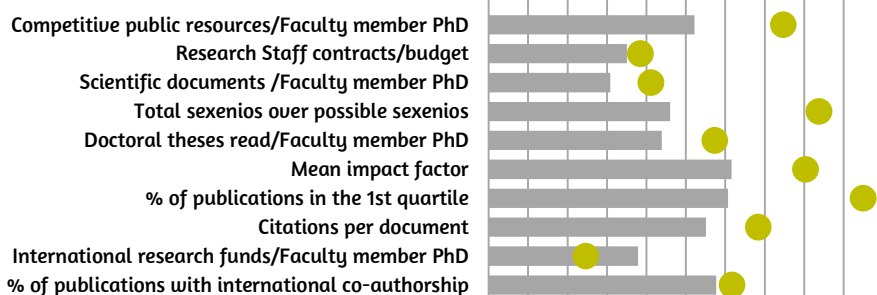 Competitive public resources/Faculty member PhD
Research Staff contracts/budget
Scientific documents /Faculty member PhD
Total sexenios over possible sexenios
Doctoral theses read/Faculty member PhD
Mean impact factor
% of publications in the 1st quartile
Citations per document
International research funds/Faculty member PhD
% of publications with international co-authorship